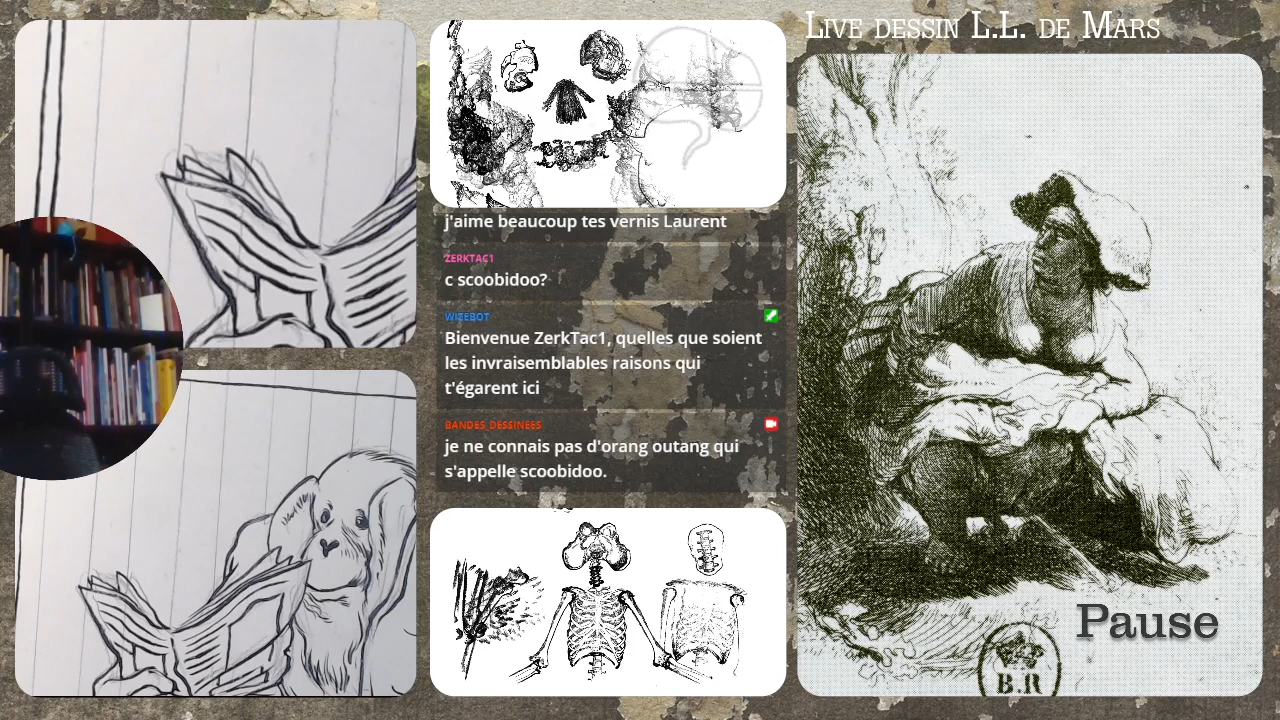 Live dessin L.L. de Mars
j'aime beaucoup tes vernis Laurent
ZERKTAC1
c scoobidoo?
WIZEBOT
Bienvenue ZerkTac1, quelles que soient
les invraisemblables raisons qui
t'égarent ici
BANDES_DESSINEES
je ne connais pas d'orang outang qui
s'appelle scoobidoo.
Pause
B.R